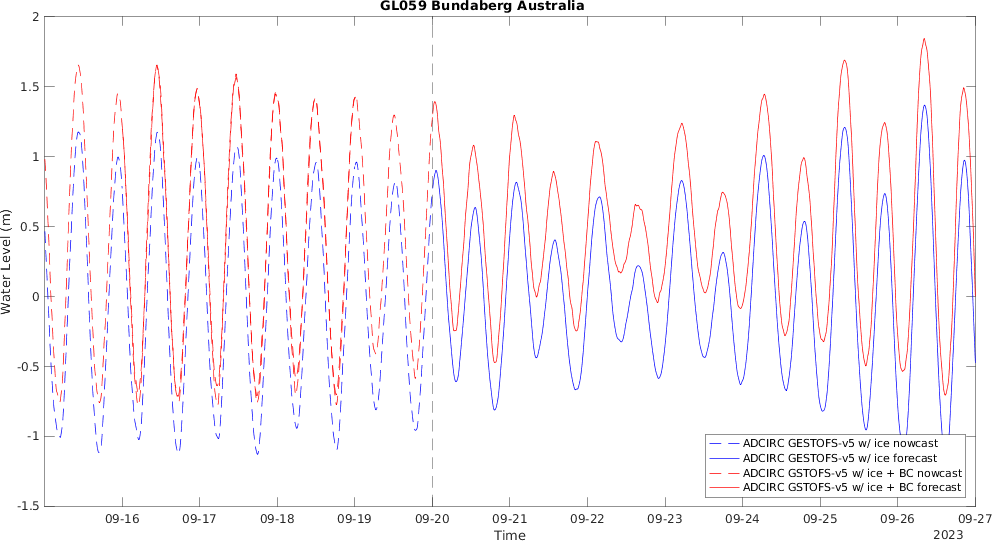 GL059 Bundaberg Australia
2
1.5
1
0.5
0
-0.5
-1
-1.5
Water Level (m)
ADCIRC GESTOFS-v5 w/ ice nowcast
ADCIRC GESTOFS-v5 w/ ice forecast
ADCIRC GSTOFS-v5 w/ ice + BC nowcast
ADCIRC GSTOFS-v5 w/ ice + BC forecast
09-16 09-17 09-18 09-19 09-20 09-21 09-22 09-23 09-24 09-25 09-26 09-27
Time
2023